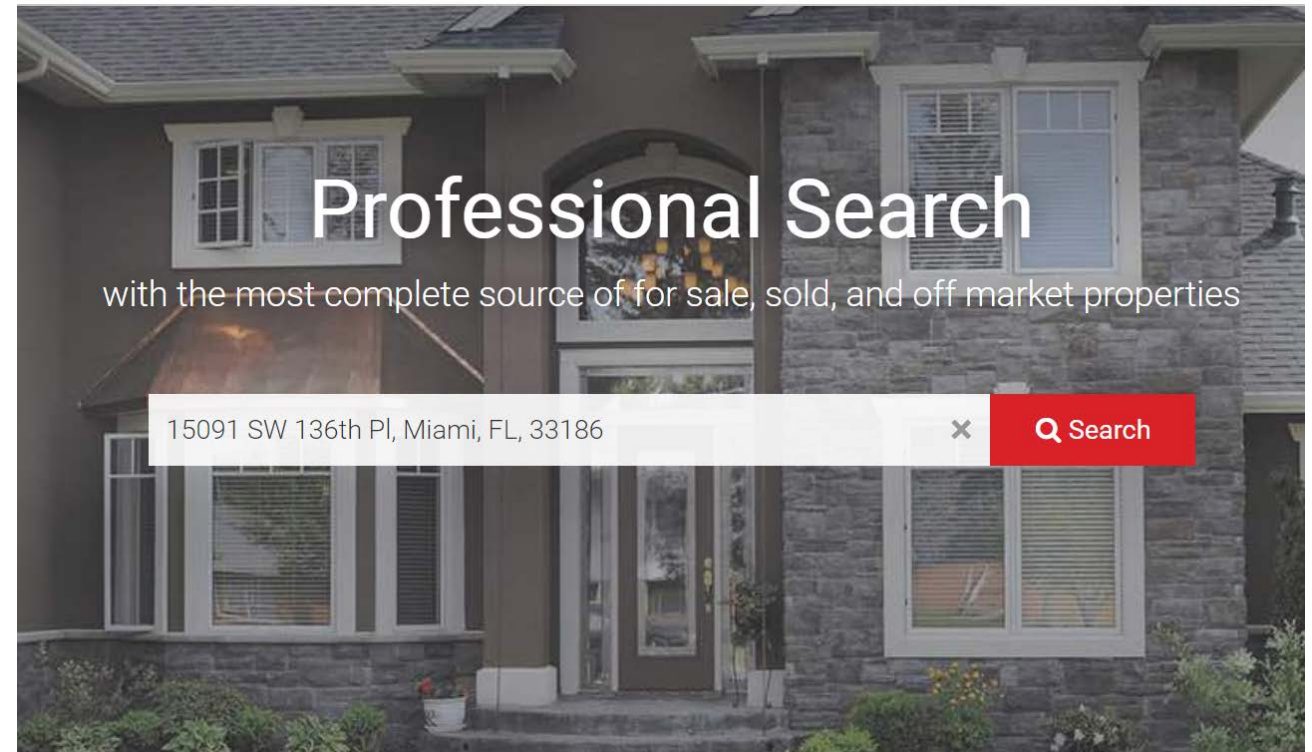 Professional Search
with the most complete source of for sale, sold, and off market properties
15091 SW 136th Pl, Miami, FL, 33186
Search